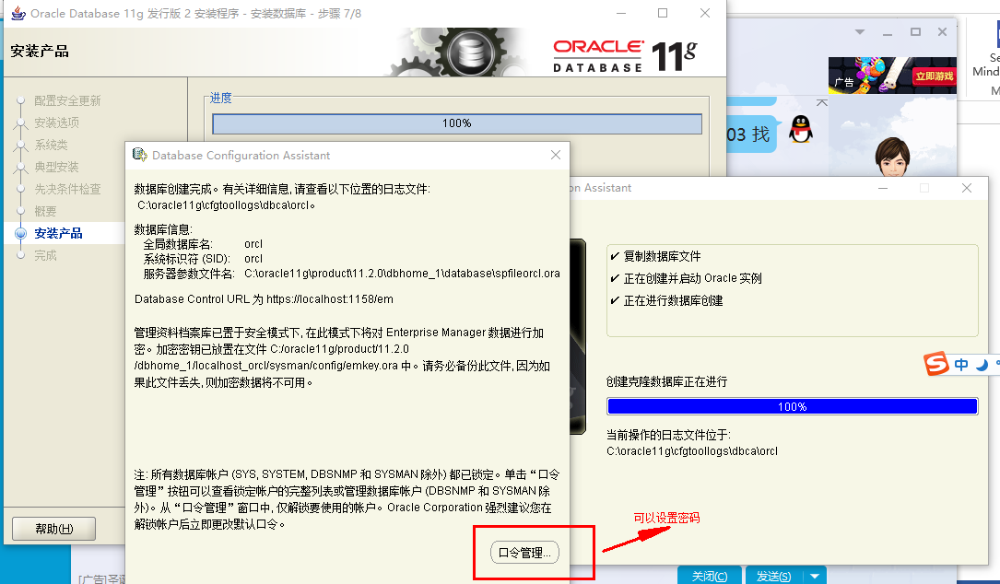 Oracle Database 11g 发行版 2 安装程序 - 安装数据库 - 步骤 7/8
安装产品
ORACLE
DATABASE 11g
配置安全更新
安装选项
系统类
典型安装
先决条件检查
概要
安装产品
完成
帮助(H)
进度
100%
Database Configuration Assistant
数据库创建完成。有关详细信息, 请查看以下位置的日志文件:
C:\oracle11g\cfgtoollogs\dbca\orcl。
数据库信息:
全局数据库名: orcl
系统标识符 (SID): orcl
服务器参数文件名: C:\oracle11g\product\11.2.0\dbhome_1\database\spfileorcl.ora
Database Control URL 为 https://localhost:1158/em
管理资料档案库已置于安全模式下, 在此模式下将对 Enterprise Manager 数据进行加
密。加密密钥已放置在文件 C:/oracle11g/product/11.2.0
/dbhome_1/localhost_orcl/sysman/config/emkey.ora 中。请务必备份此文件, 因为如
果此文件丢失, 则加密数据将不可用。
注: 所有数据库帐户 (SYS, SYSTEM, DBSNMP 和 SYSMAN 除外) 都已锁定。单击“口令
管理”按钮可以查看锁定帐户的完整列表或管理数据库帐户 (DBSNMP 和 SYSMAN 除
外)。从“口令管理”窗口中, 仅解锁要使用的帐户。Oracle Corporation 强烈建议您在
解锁帐户后立即更改默认口令。
口令管理...
可以设置密码
on Assistant
复制数据库文件
正在创建并启动 Oracle 实例
正在进行数据库创建
创建克隆数据库正在进行
100%
当前操作的日志文件位于:
C:\oracle11g\cfgtoollogs\dbca\orcl
广告
立即游戏
03 找
Se
Mind
M
中
[广告]圣
关闭(C)
发送(S)